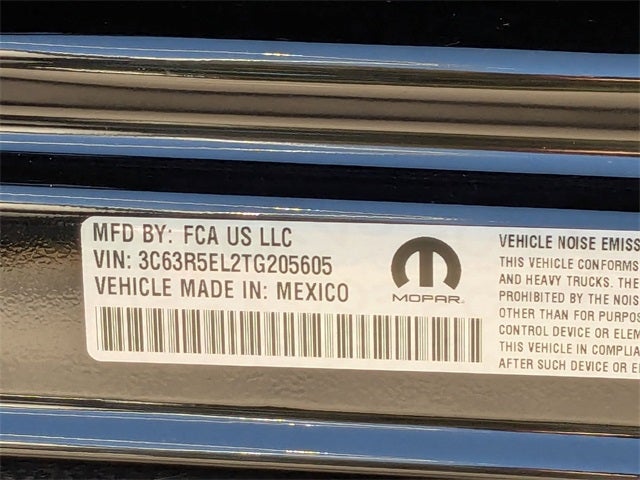 MFD BY: FCA US LLC
VIN: 3C63R5EL2TG205605
VEHICLE MADE IN: MEXICO
MOPAR
VEHICLE NOISE EMISS
THIS VEHICLE CONFORMS
AND HEAVY TRUCKS. THE
PROHIBITED BY THE NOIS
OTHER THAN FOR PURPOS
CONTROL DEVICE OR ELEM
THIS VEHICLE IN COMPLIA
AFTER SUCH DEVICE OR E